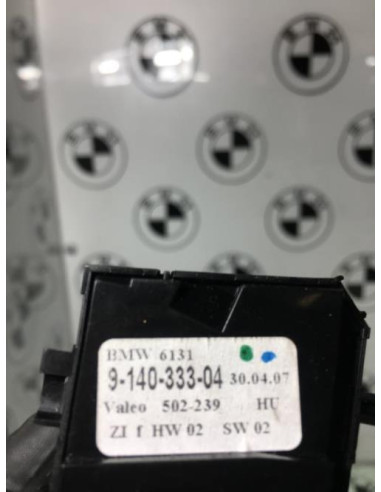 BMW 6131
9-140-333-04 30.04.07
Valeo 502-239 HU
ZI f HW 02 SW 02